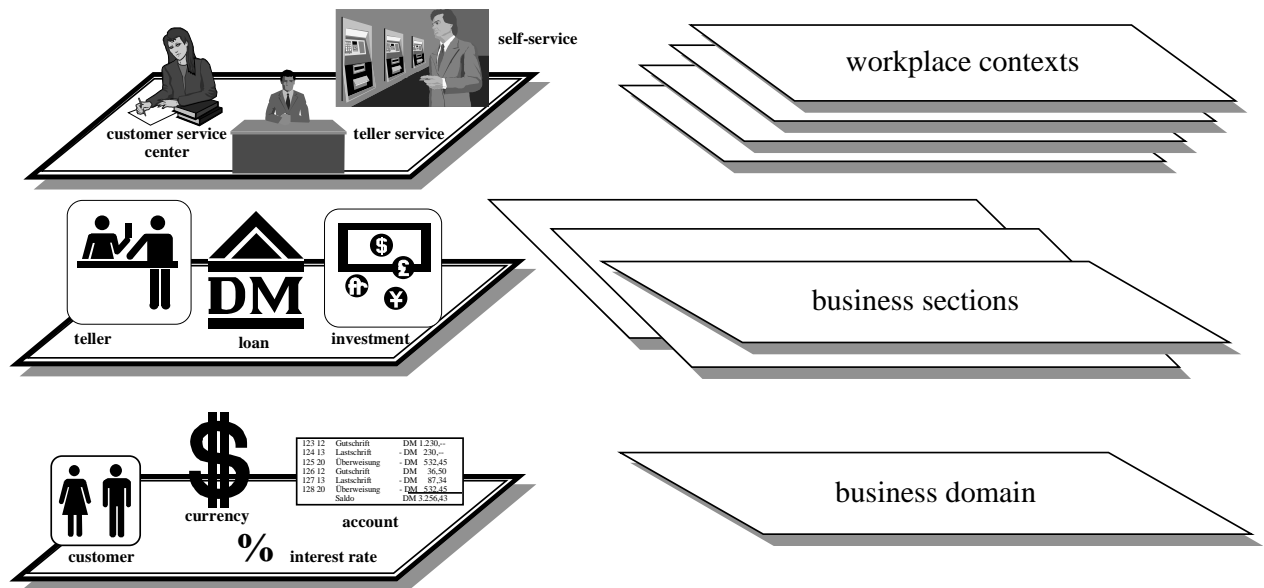 self-service
customer service
center
teller service
workplace contexts
DM
$
£
¥
teller
loan
investment
business sections
$
123 12 Gutschrift DM 1.230,--
124 13 Lastschrift - DM 230,--
125 20 Überweisung - DM 532,45
126 12 Gutschrift DM 36,50
127 13 Lastschrift - DM 87,34
128 20 Überweisung - DM 532,45
Saldo DM 3.256,43
currency
account
customer
% interest rate
business domain